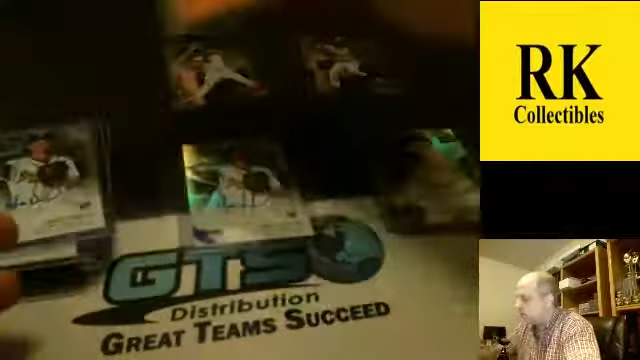 RK
Collectibles
GTS
Distribution
GREAT TEAMS SUCCEED